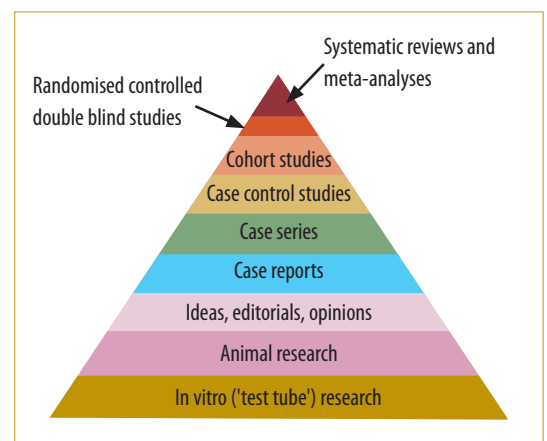 Systematic reviews and
meta-analyses
Randomised controlled
double blind studies
Cohort studies
Case control studies
Case series
Case reports
Ideas, editorials, opinions
Animal research
In vitro ('test tube') research